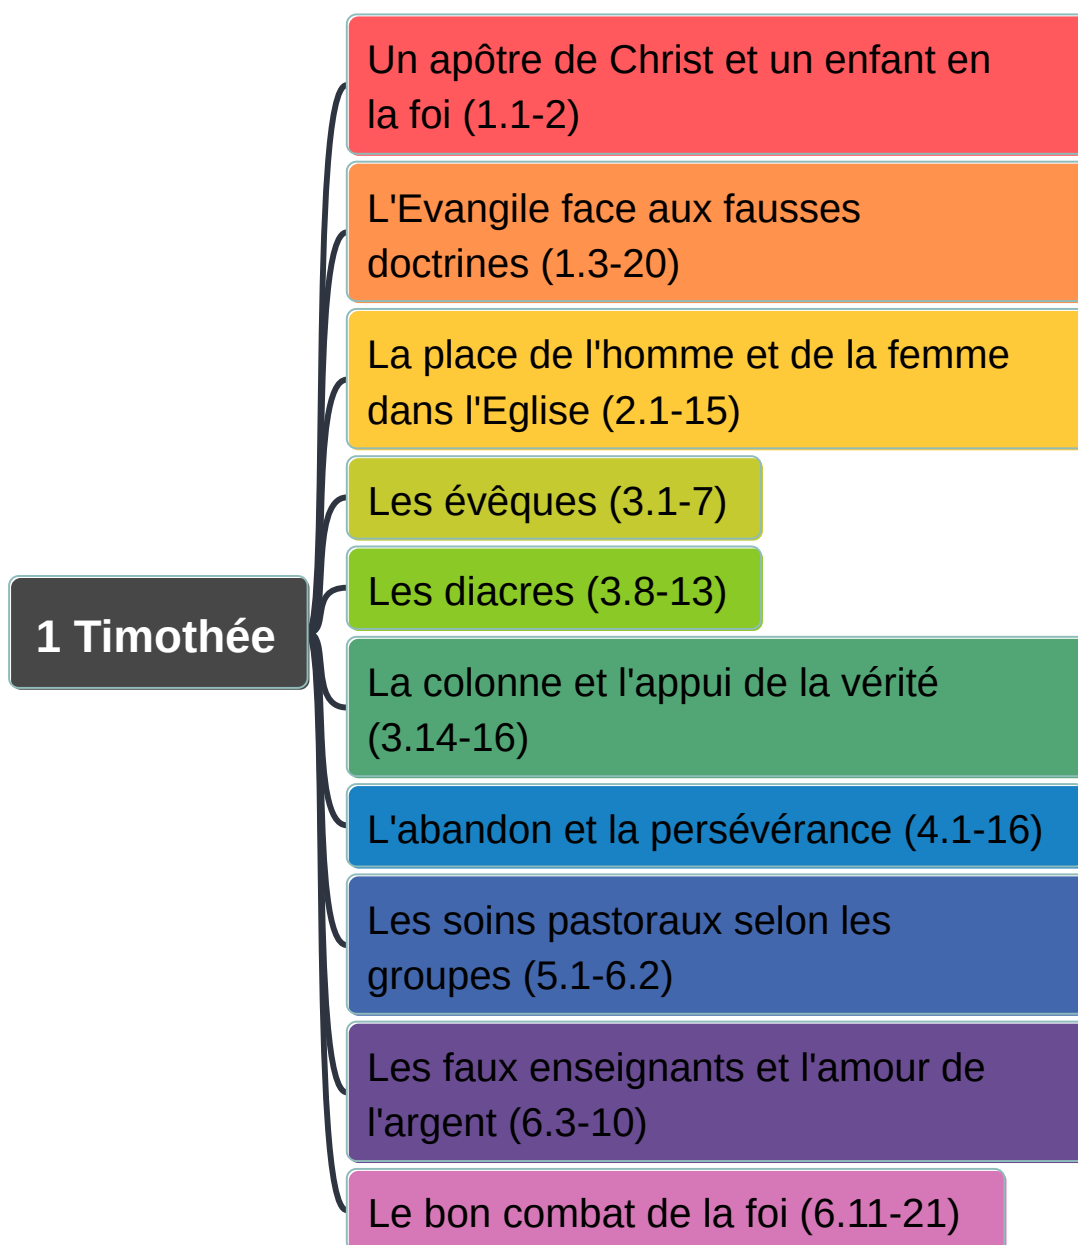 Un apôtre de Christ et un enfant en
la foi (1.1-2)
L'Evangile face aux fausses
doctrines (1.3-20)
La place de l'homme et de la femme
dans l'Eglise (2.1-15)
Les évêques (3.1-7)
Les diacres (3.8-13)
1 Timothée
La colonne et l'appui de la vérité
(3.14-16)
L'abandon et la persévérance (4.1-16)
Les soins pastoraux selon les
groupes (5.1-6.2)
Les faux enseignants et l'amour de
l'argent (6.3-10)
Le bon combat de la foi (6.11-21)